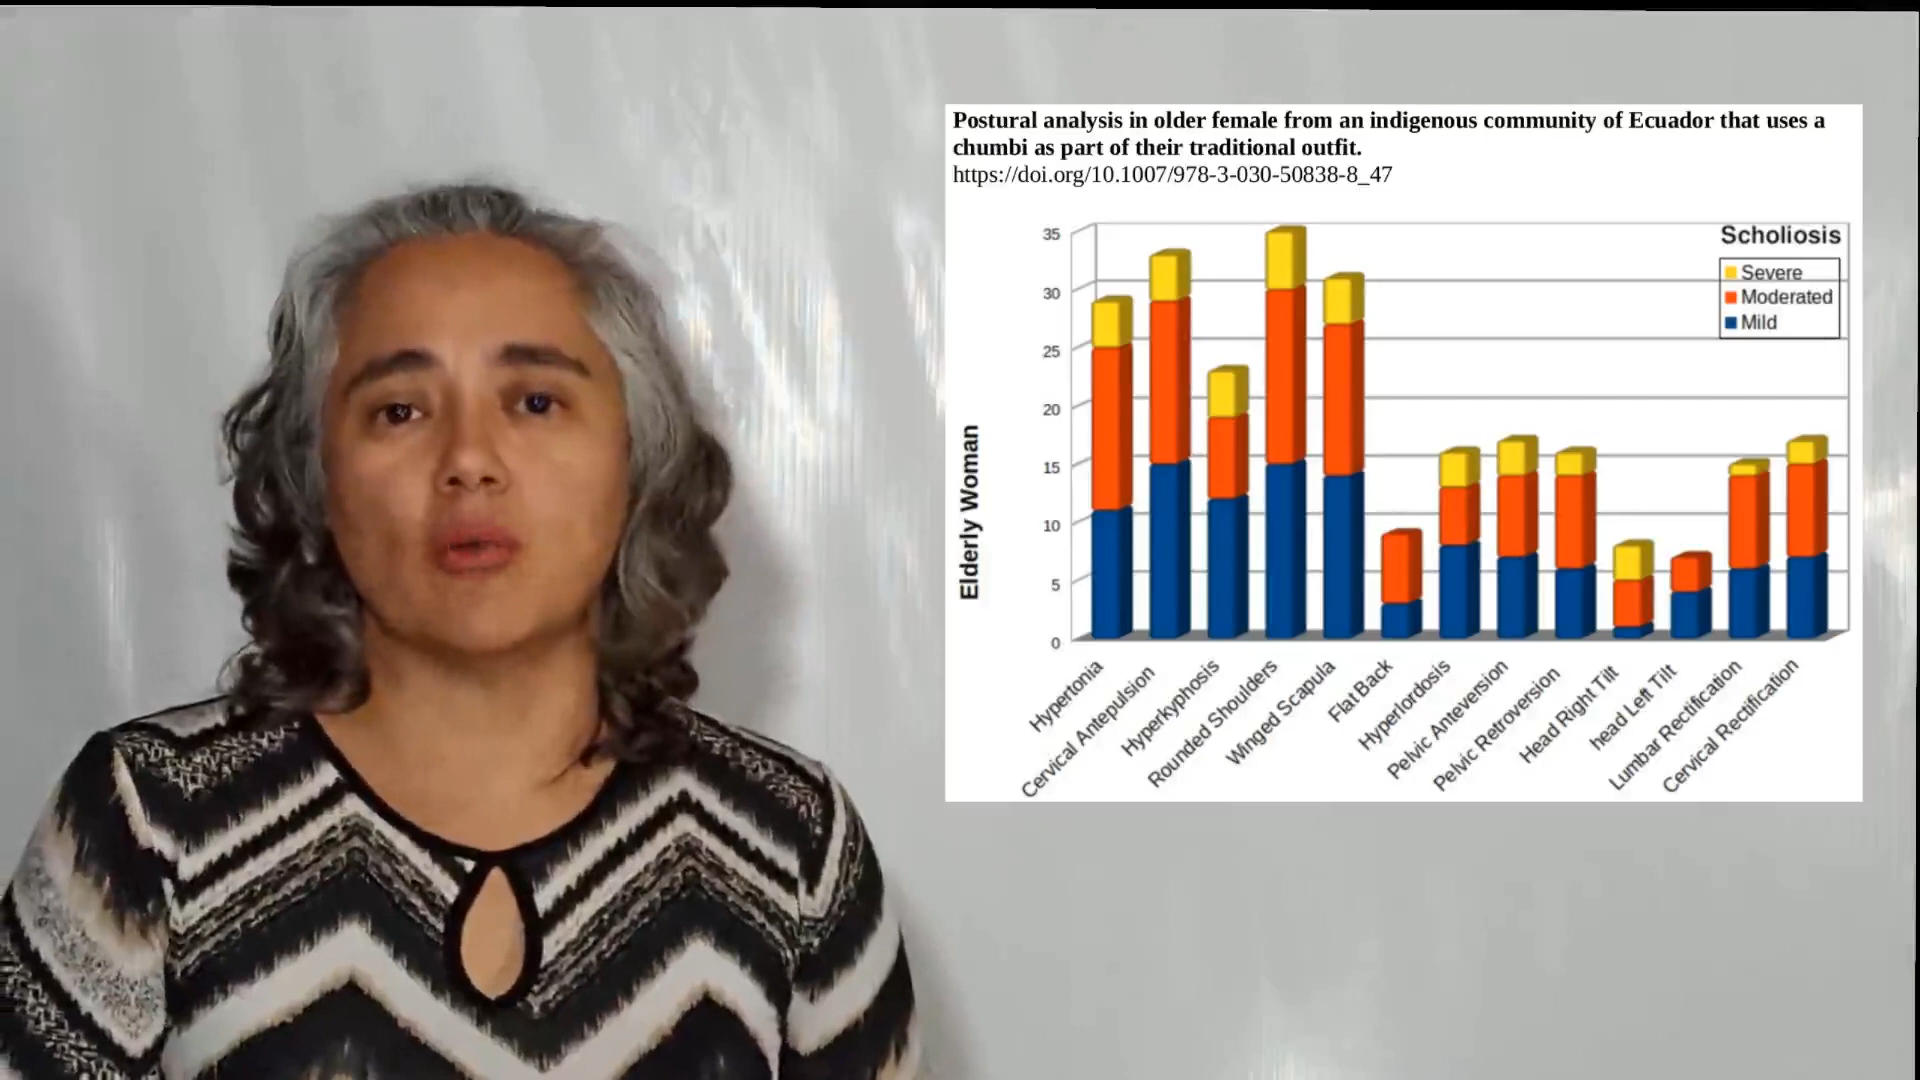 Postural analysis in older female from an indigenous community of Ecuador that uses a
chumbi as part of their traditional outfit.
https://doi.org/10.1007/978-3-030-50838-8_47
Scholiosis
Severe
Moderated
Mild
Elderly Woman
35
30
25
20
15
10
5
0
Hypertonia
Cervical Antepulsion
Hyperkyphosis
Rounded Shoulders
Winged Scapula
Flat Back
Hyperlordosis
Pelvic Anteversion
Pelvic Retroversion
Head Right Tilt
head Left Tilt
Lumbar Rectification
Cervical Rectification